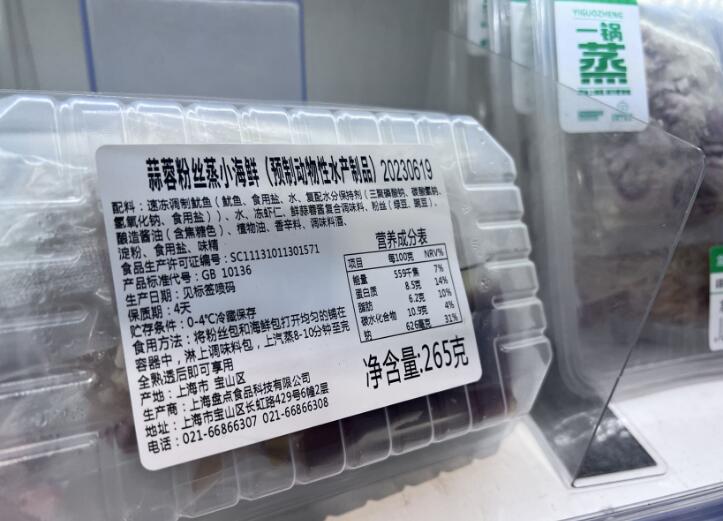 YIGUOZHENG
一锅
蒸
蒜蓉粉丝蒸小海鲜（预制动物性水产制品）20230619
配料：速冻调制鱿鱼（鱿鱼、食用盐、水、复配水分保持剂（三聚磷酸钠、碳酸氢钠、
氢氧化钠、食用盐））、水、冻虾仁、鲜蒜蓉酱复合调味料、粉丝（绿豆、豌豆）、
酿造酱油（含焦糖色）、植物油、香辛料、调味料酒、
淀粉、食用盐、味精
食品生产许可证编号：SC11131011301571
产品标准代号：GB 10136
生产日期：见标签喷码
保质期：4天
贮存条件：0-4℃冷藏保存
食用方法：将粉丝包和海鲜包打开均匀的铺在
容器中，淋上调味料包，上汽蒸8-10分钟至完
全熟透后即可享用
产地：上海市 宝山区
生产商：上海盘点食品科技有限公司
地址：上海市宝山区长虹路429号6幢2层
电话：021-66866307 021-66866308
营养成分表
项目 每100克 NRV%
能量 559千焦 7%
蛋白质 8.5克 14%
脂肪 6.2克 10%
碳水化合物 10.9克 4%
钠 626毫克 31%
净含量:265克